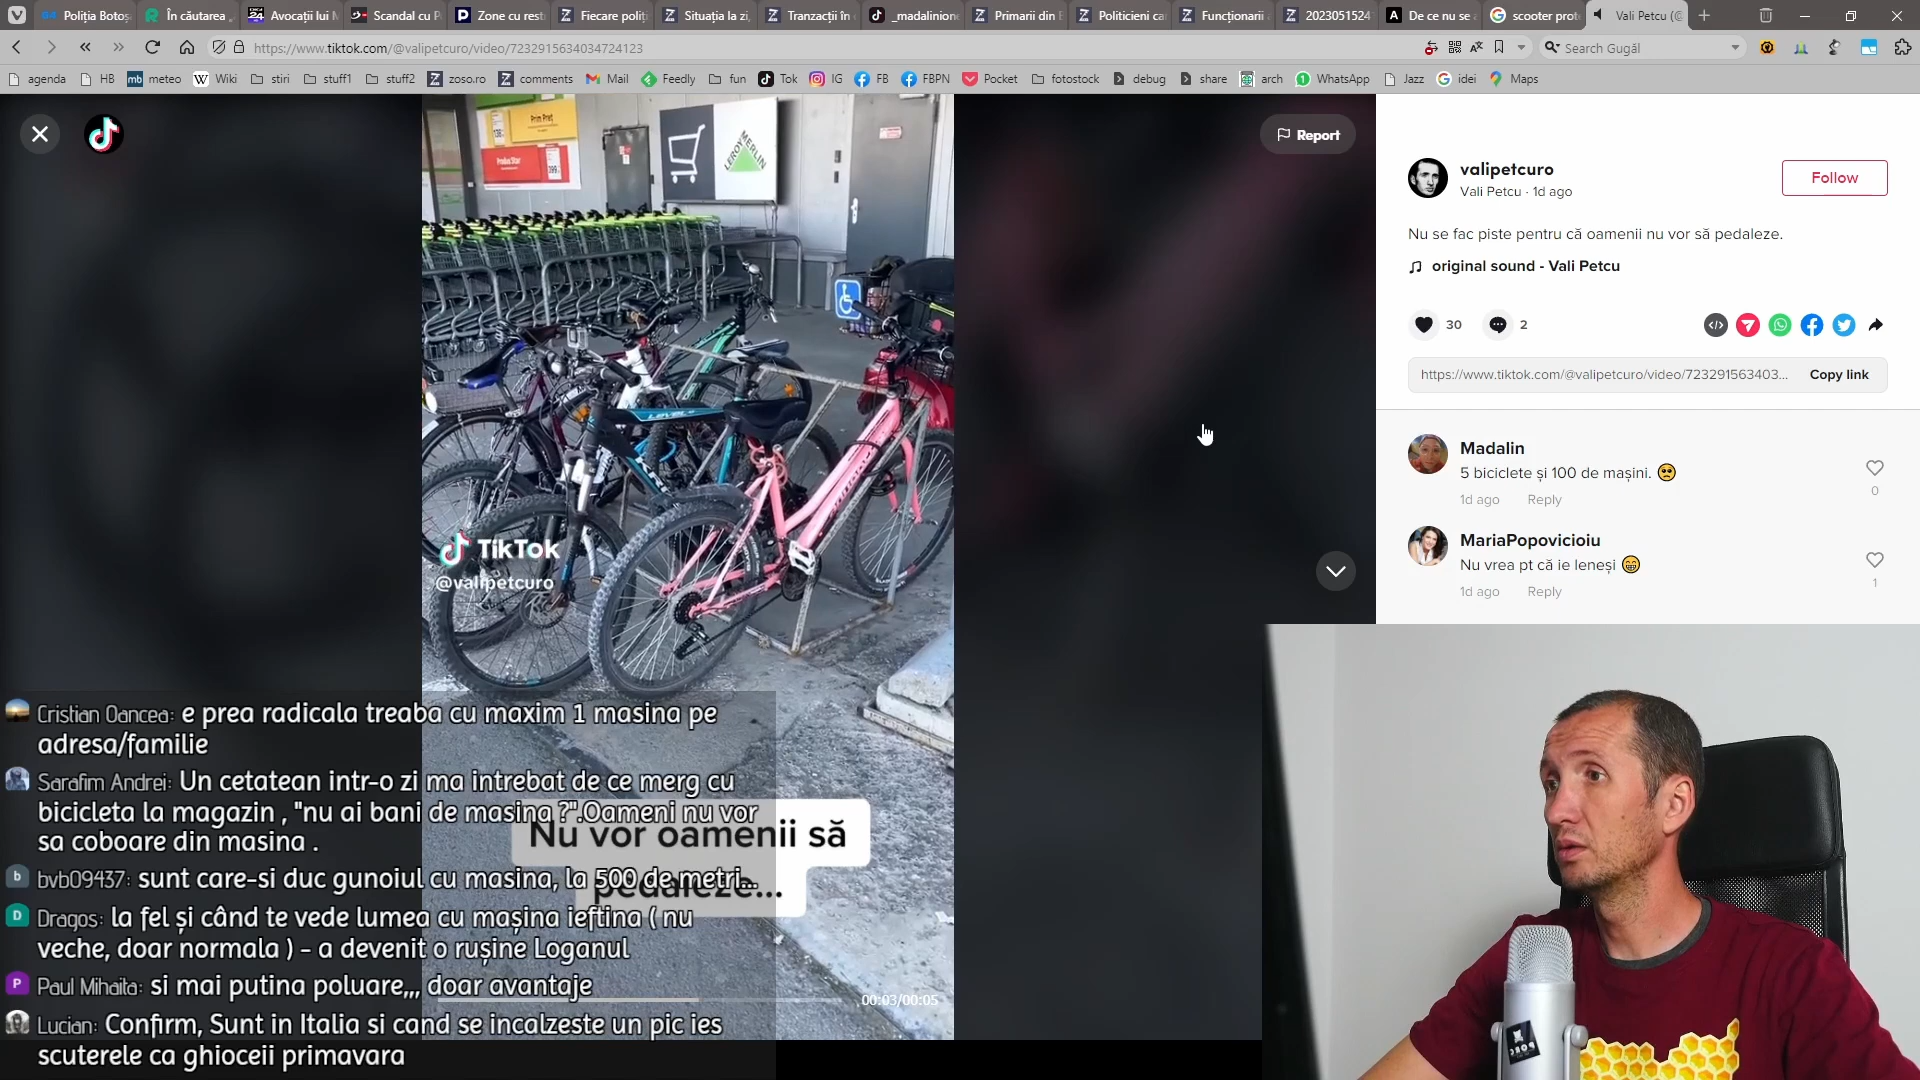 Poliția Botoș
În căutarea
Avocații lui
Scandal cu P
Zone cu rest
Fiecare poliț
Situația la zi
Tranzacții în
_madalinion
Primarii din
Politicieni ca
Funcționarii
2023051524
De ce nu se
scooter prot
Vali Petcu (@
https://www.tiktok.com/@valipetcuro/video/7232915634034724123
Search Gugăl
agenda HB meteo Wiki stiri stuff1 stuff2 zoso.ro comments Mail Feedly fun Tok IG FB FBPN Pocket fotostock debug share arch WhatsApp Jazz idei Maps
Report
Prim Preț
Produs Star
LEROY MERLIN
LEVEL
TikTok
@valipetcuro
Nu vor oamenii să
pedaleze...
00:03/00:05
valipetcuro
Vali Petcu · 1d ago
Follow
Nu se fac piste pentru că oamenii nu vor să pedaleze.
original sound - Vali Petcu
30
2
https://www.tiktok.com/@valipetcuro/video/723291563403...
Copy link
Madalin
5 biciclete și 100 de mașini. 🥺
1d ago Reply
0
MariaPopovicioiu
Nu vrea pt că ie leneși 😁
1d ago Reply
1
Cristian Oancea: e prea radicala treaba cu maxim 1 masina pe
adresa/familie
Sarafim Andrei: Un cetatean intr-o zi ma intrebat de ce merg cu
bicicleta la magazin , "nu ai bani de masina ?".Oameni nu vor
sa coboare din masina .
bvb09437: sunt care-si duc gunoiul cu masina, la 500 de metri...
Dragos: la fel și când te vede lumea cu mașina ieftina ( nu
veche, doar normala ) - a devenit o rușine Loganul
Paul Mihaita: si mai putina poluare,,, doar avantaje
Lucian: Confirm, Sunt in Italia si cand se incalzeste un pic ies
scuterele ca ghioceii primavara